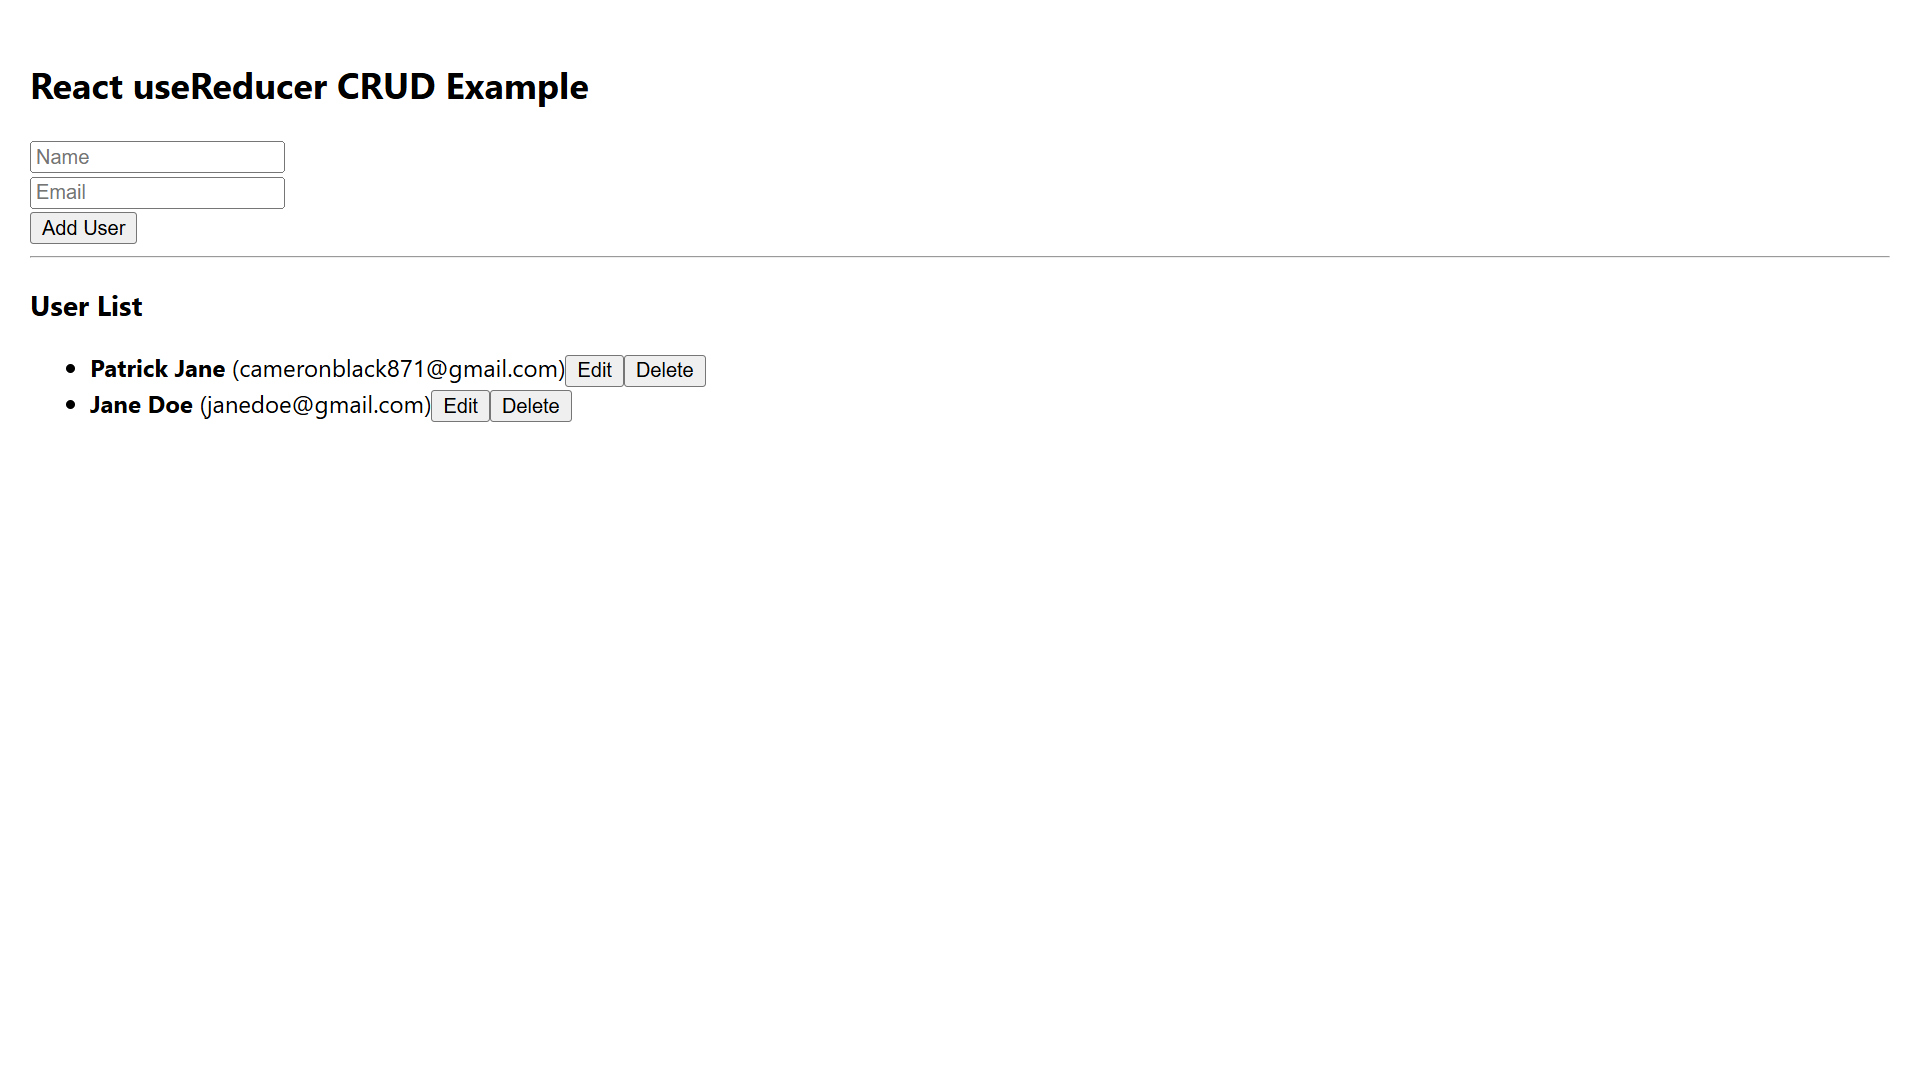 React useReducer CRUD Example
Name
Email
Add User
User List
Patrick Jane (cameronblack871@gmail.com) Edit Delete
Jane Doe (janedoe@gmail.com) Edit Delete